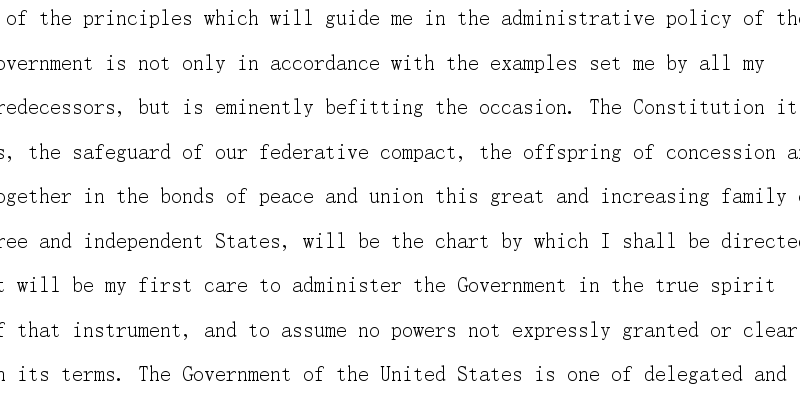 of the principles which will guide me in the administrative policy of the
overnment is not only in accordance with the examples set me by all my
redecessors, but is eminently befitting the occasion. The Constitution it
s, the safeguard of our federative compact, the offspring of concession a
ogether in the bonds of peace and union this great and increasing family
ree and independent States, will be the chart by which I shall be directe
t will be my first care to administer the Government in the true spirit
f that instrument, and to assume no powers not expressly granted or clear
n its terms. The Government of the United States is one of delegated and